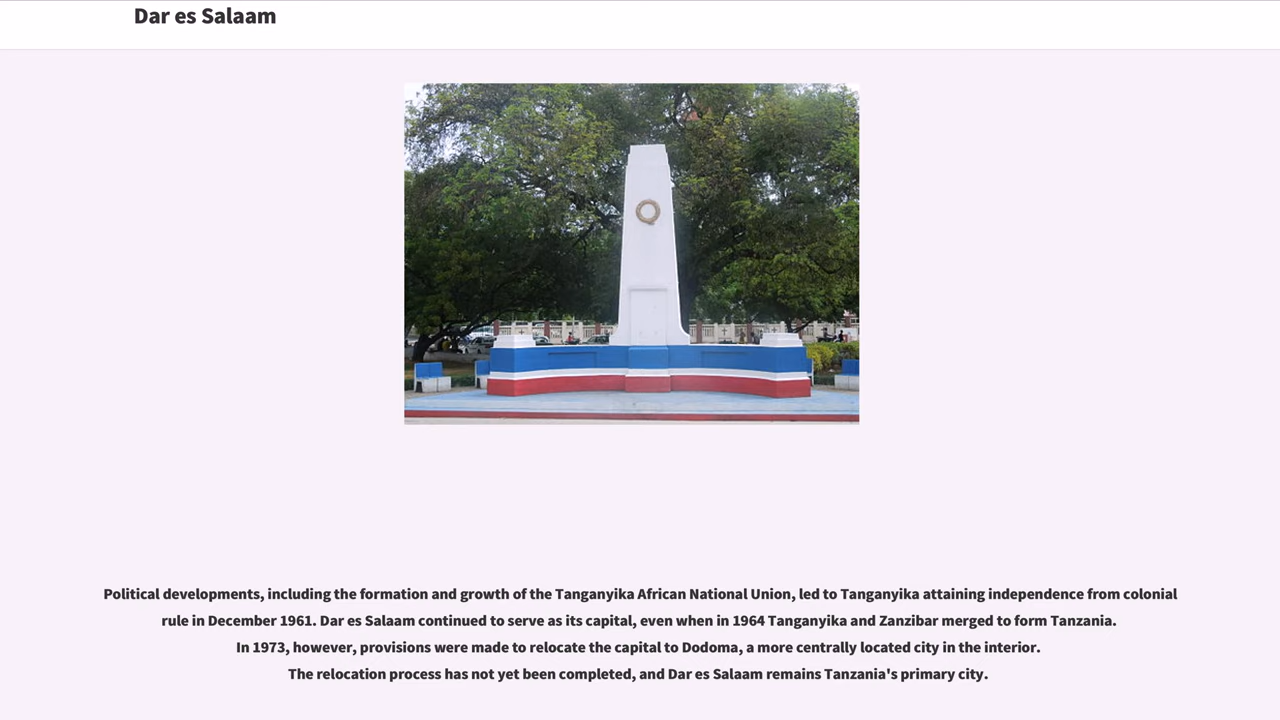 Dar es Salaam
Political developments, including the formation and growth of the Tanganyika African National Union, led to Tanganyika attaining independence from colonial
rule in December 1961. Dar es Salaam continued to serve as its capital, even when in 1964 Tanganyika and Zanzibar merged to form Tanzania.
In 1973, however, provisions were made to relocate the capital to Dodoma, a more centrally located city in the interior.
The relocation process has not yet been completed, and Dar es Salaam remains Tanzania's primary city.